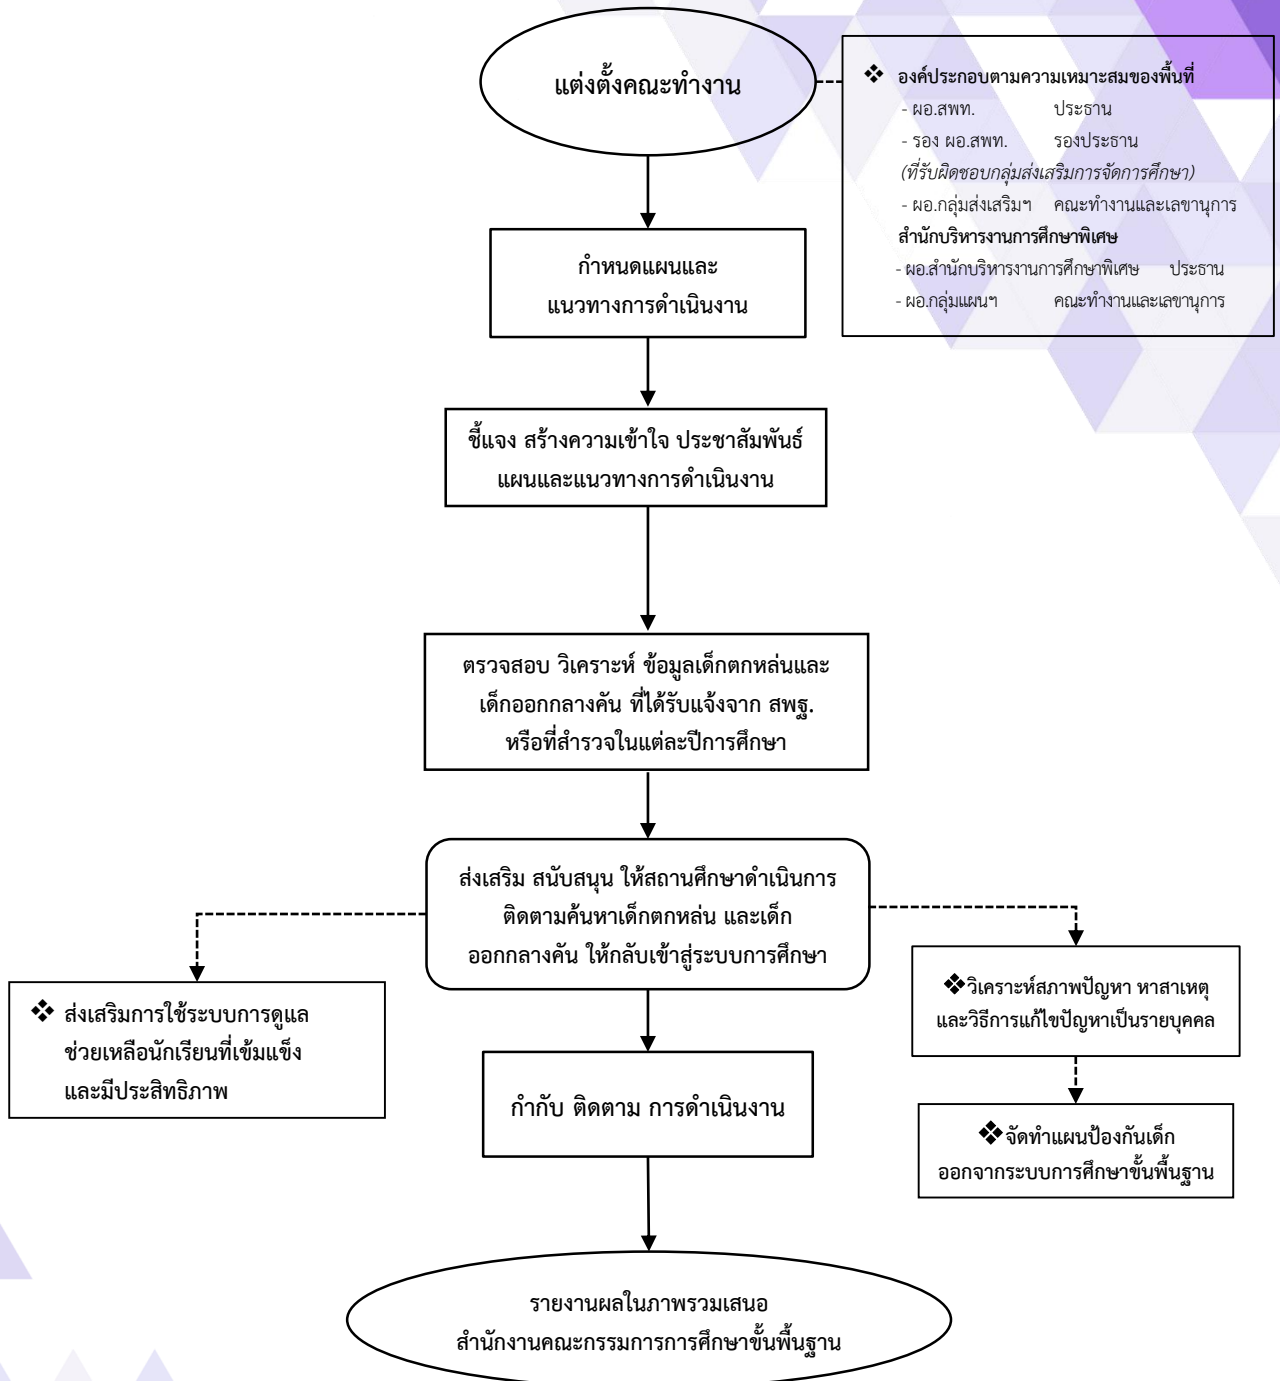 แต่งตั้งคณะทำงาน
❖ องค์ประกอบตามความเหมาะสมของพื้นที่
- ผอ.สพท. ประธาน
- รอง ผอ.สพท. รองประธาน
(ที่รับผิดชอบกลุ่มส่งเสริมการจัดการศึกษา)
- ผอ.กลุ่มส่งเสริมฯ คณะทำงานและเลขานุการ
สำนักบริหารงานการศึกษาพิเศษ
- ผอ.สำนักบริหารงานการศึกษาพิเศษ ประธาน
- ผอ.กลุ่มแผนฯ คณะทำงานและเลขานุการ
กำหนดแผนและ
แนวทางการดำเนินงาน
ชี้แจง สร้างความเข้าใจ ประชาสัมพันธ์
แผนและแนวทางการดำเนินงาน
ตรวจสอบ วิเคราะห์ ข้อมูลเด็กตกหล่นและ
เด็กออกกลางคัน ที่ได้รับแจ้งจาก สพฐ.
หรือที่สำรวจในแต่ละปีการศึกษา
ส่งเสริม สนับสนุน ให้สถานศึกษาดำเนินการ
ติดตามค้นหาเด็กตกหล่น และเด็ก
ออกกลางคัน ให้กลับเข้าสู่ระบบการศึกษา
❖ ส่งเสริมการใช้ระบบการดูแล
ช่วยเหลือนักเรียนที่เข้มแข็ง
และมีประสิทธิภาพ
❖วิเคราะห์สภาพปัญหา หาสาเหตุ
และวิธีการแก้ไขปัญหาเป็นรายบุคคล
กำกับ ติดตาม การดำเนินงาน
❖จัดทำแผนป้องกันเด็ก
ออกจากระบบการศึกษาขั้นพื้นฐาน
รายงานผลในภาพรวมเสนอ
สำนักงานคณะกรรมการการศึกษาขั้นพื้นฐาน